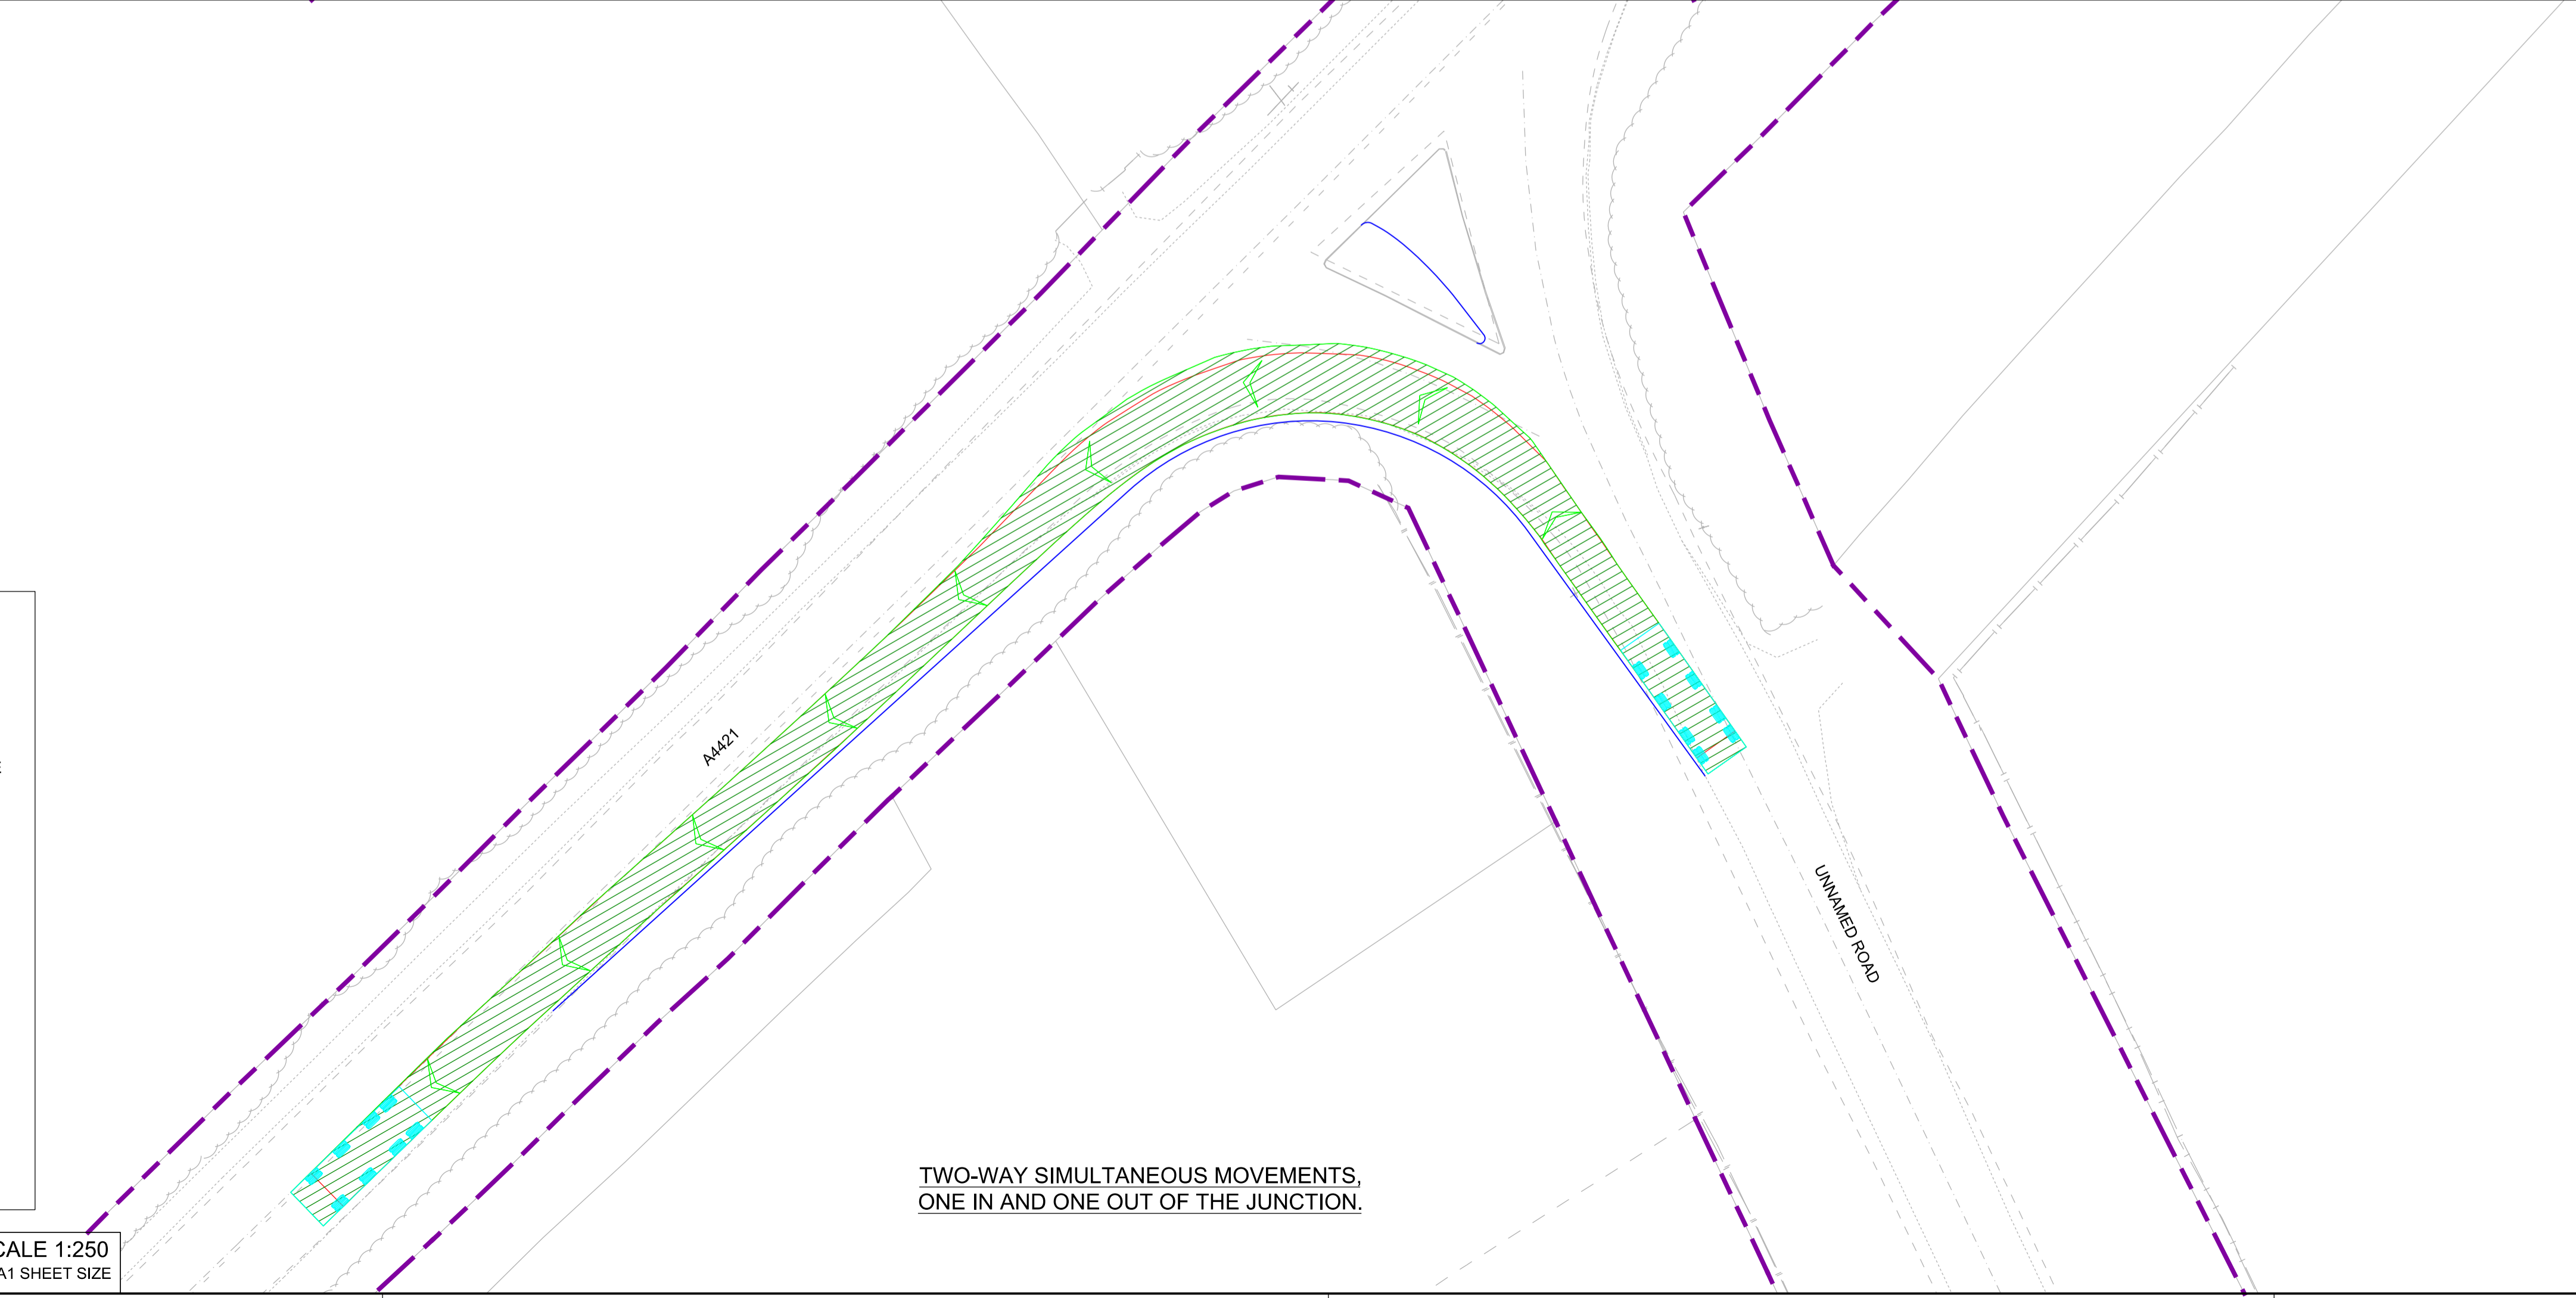 A4421
UNNAMED ROAD
TWO-WAY SIMULTANEOUS MOVEMENTS,
ONE IN AND ONE OUT OF THE JUNCTION.
CALE 1:250
A1 SHEET SIZE